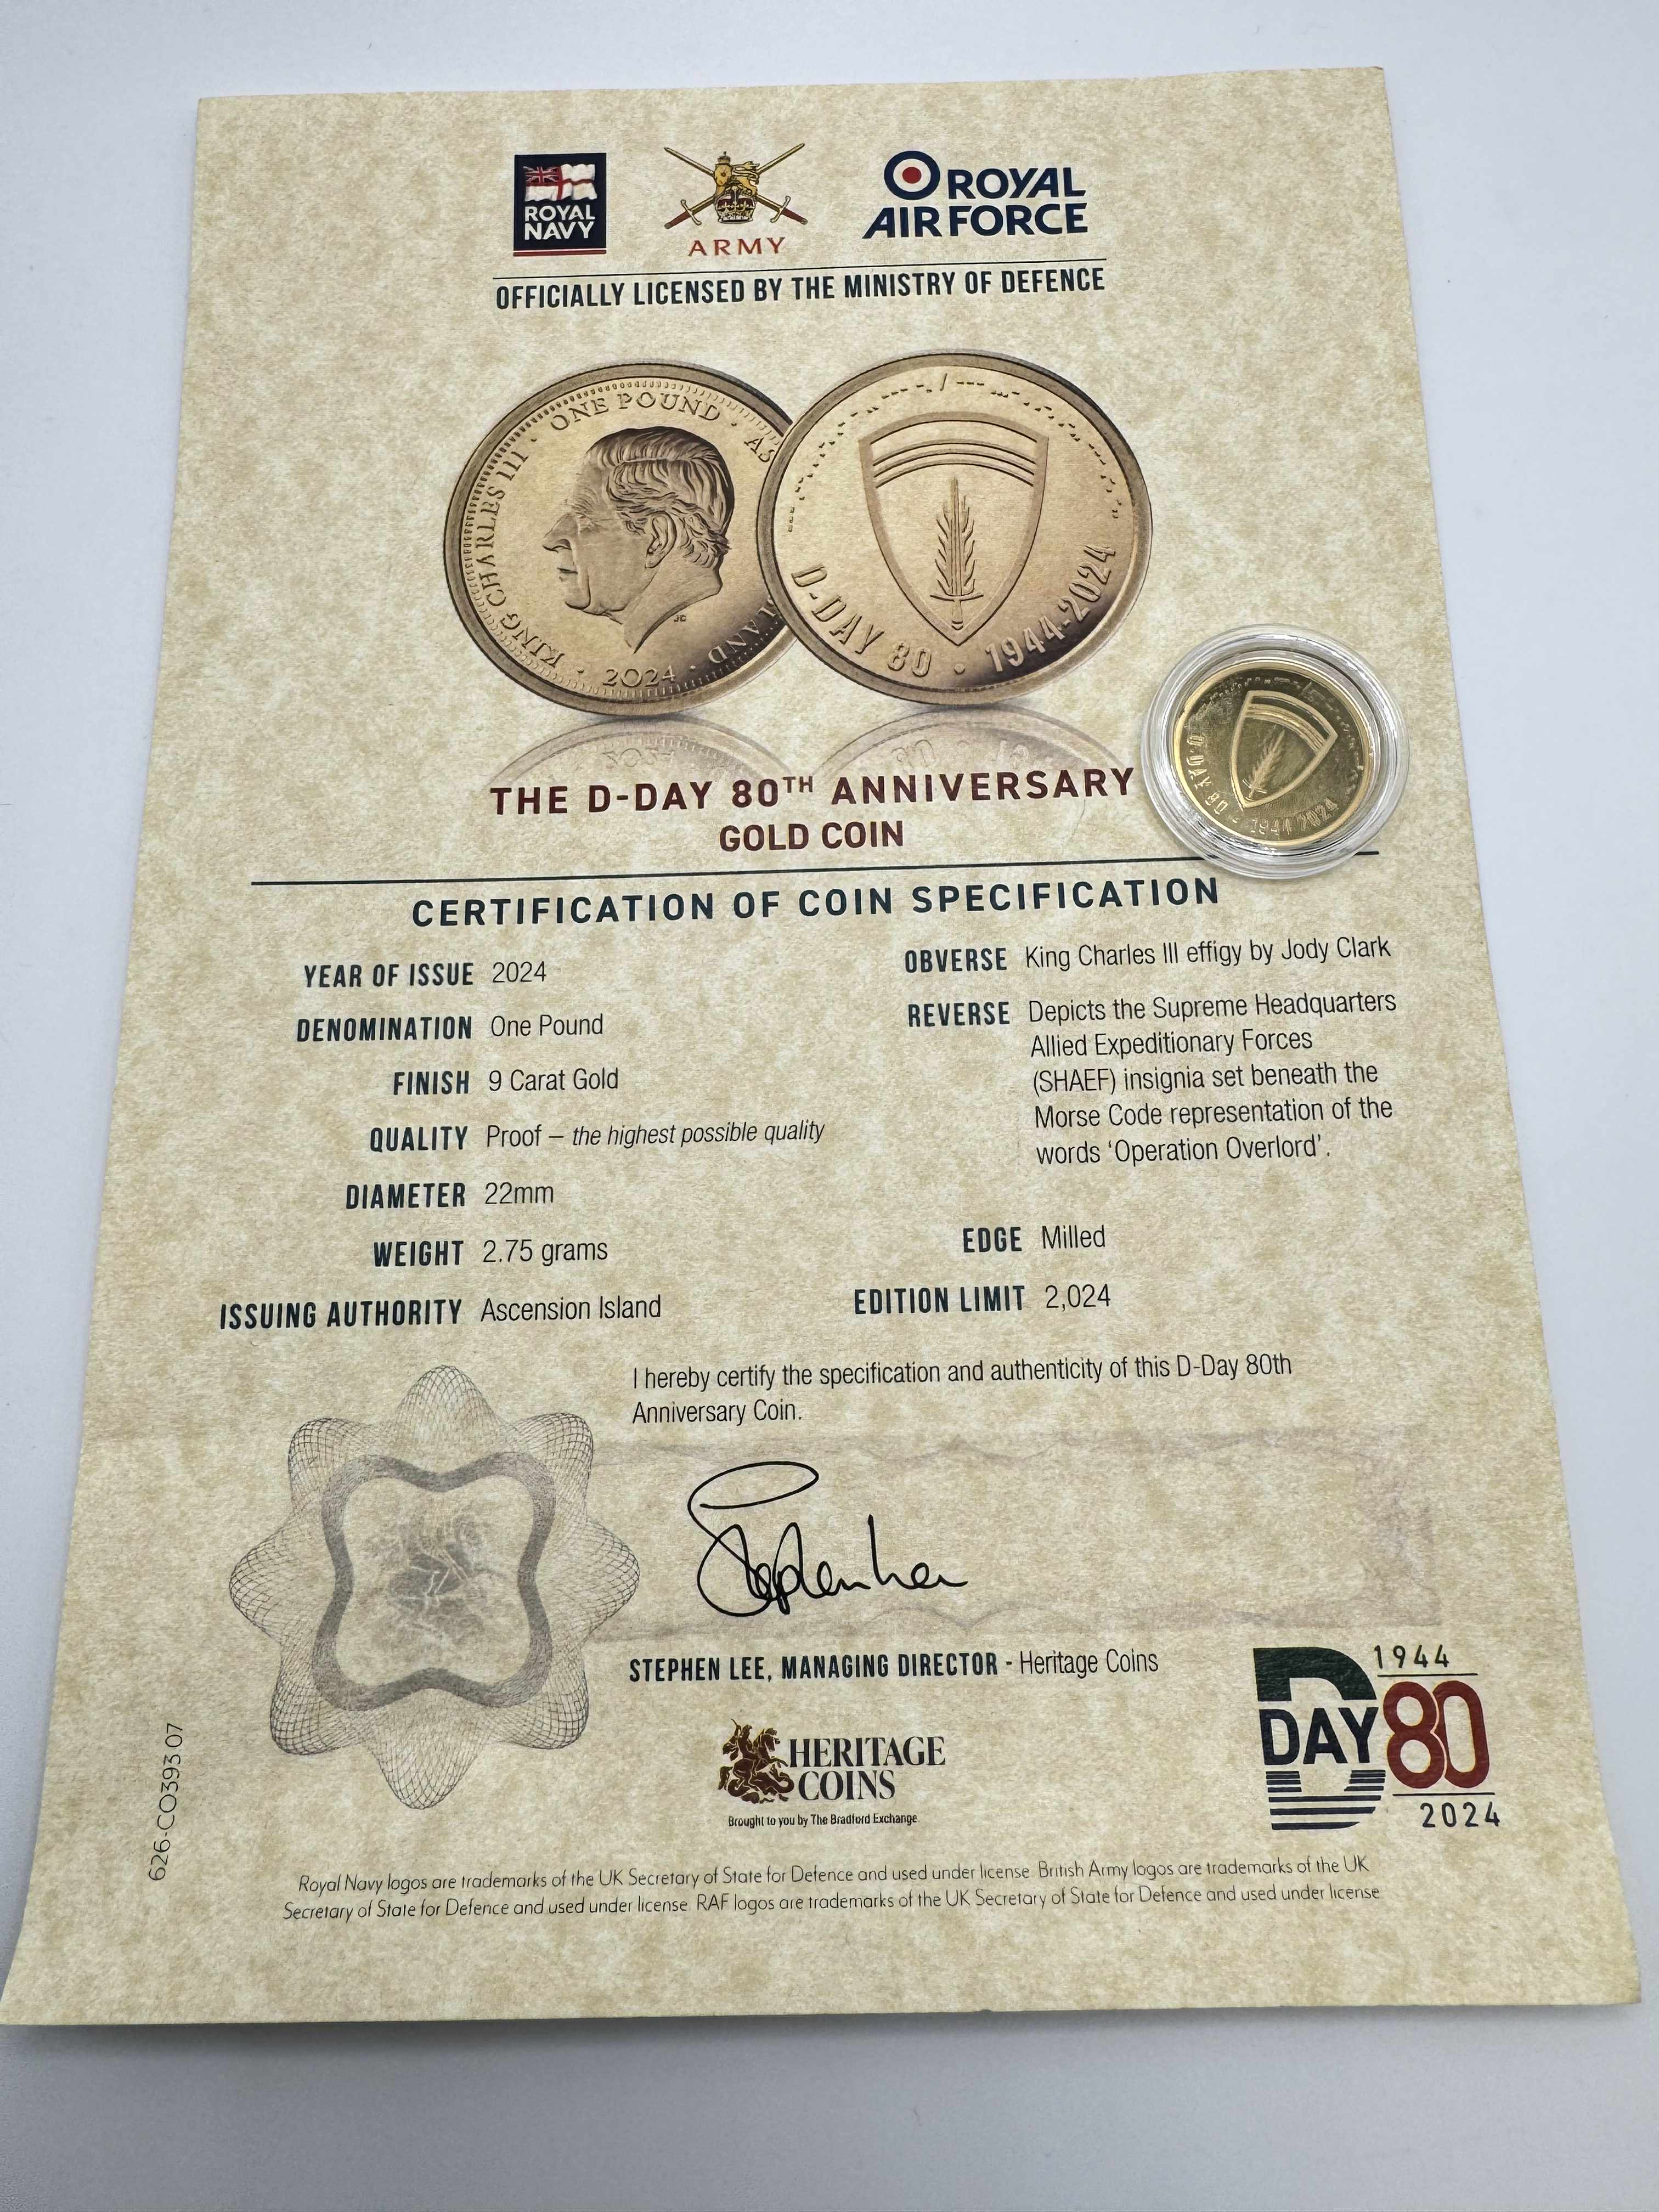 ROYAL
NAVY
ARMY
ROYAL
AIR FORCE
OFFICIALLY LICENSED BY THE MINISTRY OF DEFENCE
KING CHARLES III · ONE POUND · AS
LAND · 2024 ·
JC
D-DAY 80 · 1944-2024
D-DAY 80 · 1944-2024
THE D-DAY 80TH ANNIVERSARY
GOLD COIN
CERTIFICATION OF COIN SPECIFICATION
YEAR OF ISSUE 2024
DENOMINATION One Pound
FINISH 9 Carat Gold
QUALITY Proof – the highest possible quality
DIAMETER 22mm
WEIGHT 2.75 grams
ISSUING AUTHORITY Ascension Island
OBVERSE King Charles III effigy by Jody Clark
REVERSE Depicts the Supreme Headquarters
Allied Expeditionary Forces
(SHAEF) insignia set beneath the
Morse Code representation of the
words ‘Operation Overlord’.
EDGE Milled
EDITION LIMIT 2,024
I hereby certify the specification and authenticity of this D-Day 80th
Anniversary Coin.
STEPHEN LEE, MANAGING DIRECTOR - Heritage Coins
HERITAGE
COINS
Brought to you by The Bradford Exchange
1944
D
DAY 80
2024
626-CO393.07
Royal Navy logos are trademarks of the UK Secretary of State for Defence and used under license. British Army logos are trademarks of the UK
Secretary of State for Defence and used under license. RAF logos are trademarks of the UK Secretary of State for Defence and used under license